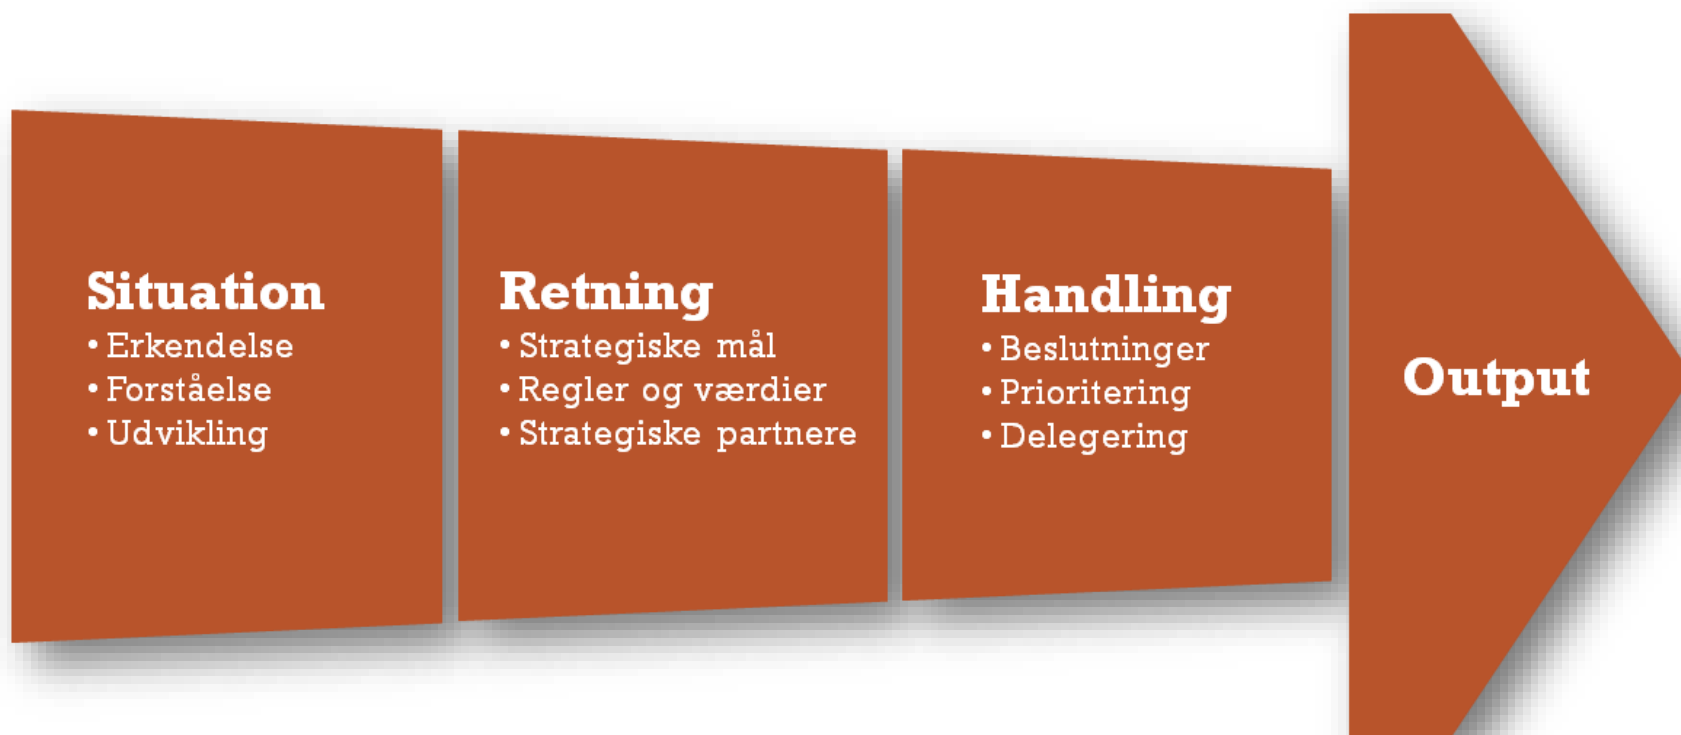 Situation
• Erkendelse
• Forståelse
• Udvikling
Retning
• Strategiske mål
• Regler og værdier
• Strategiske partnere
Handling
• Beslutninger
• Prioritering
• Delegering
Output